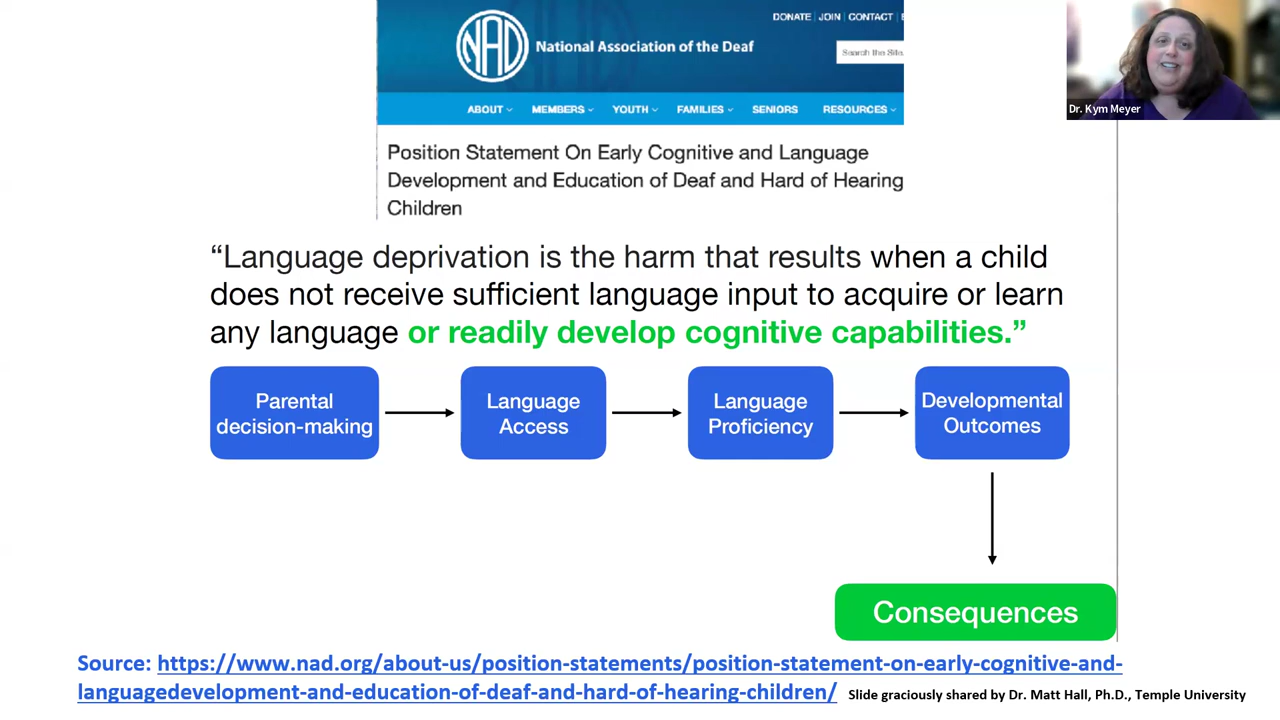 DONATE JOIN CONTACT
NAD National Association of the Deaf
Search the Site
ABOUT MEMBERS YOUTH FAMILIES SENIORS RESOURCES
Dr. Kym Meyer
Position Statement On Early Cognitive and Language
Development and Education of Deaf and Hard of Hearing
Children
“Language deprivation is the harm that results when a child
does not receive sufficient language input to acquire or learn
any language or readily develop cognitive capabilities.”
Parental
decision-making
Language
Access
Language
Proficiency
Developmental
Outcomes
Consequences
Source: https://www.nad.org/about-us/position-statements/position-statement-on-early-cognitive-and-
languagedevelopment-and-education-of-deaf-and-hard-of-hearing-children/ Slide graciously shared by Dr. Matt Hall, Ph.D., Temple University